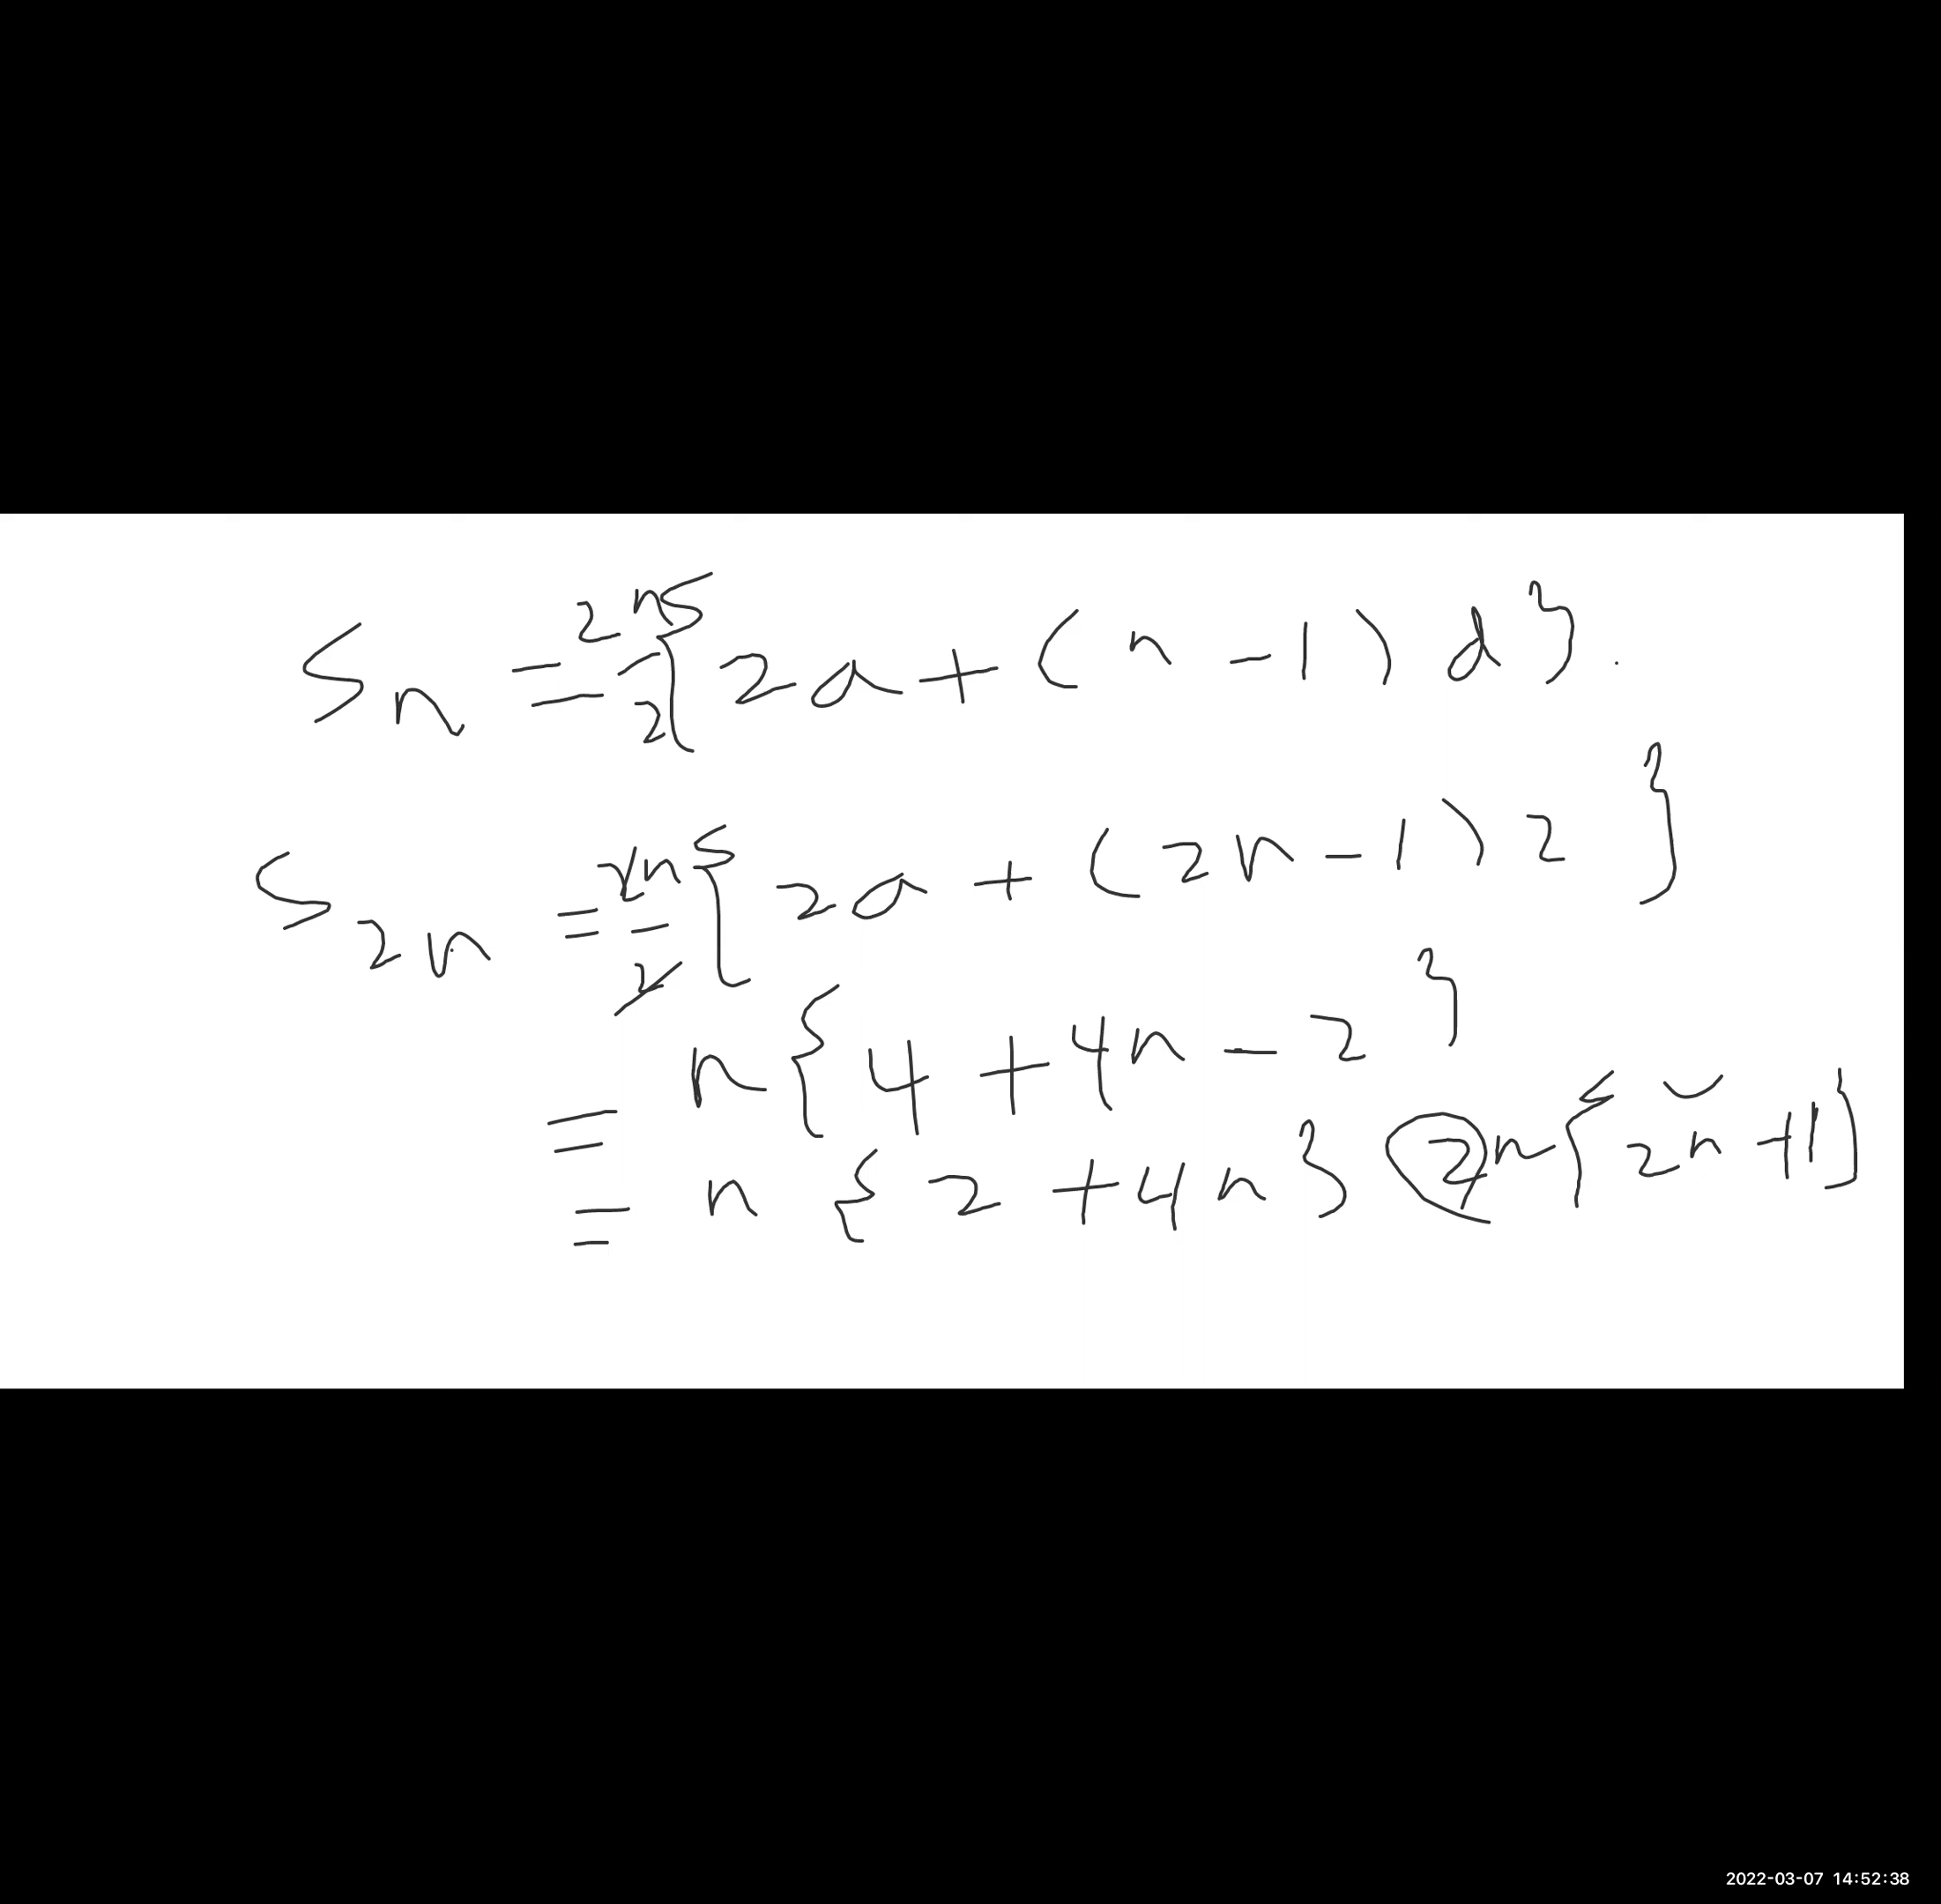 Sn = 2n/2 {2a + (n - 1) d}.
S2n = 2n/2 {2a + (2n - 1) 2}
= n {4 + 4n - 2}
= n {2 + 4n} 2n {2n + 1}
2022-03-07 14:52:38